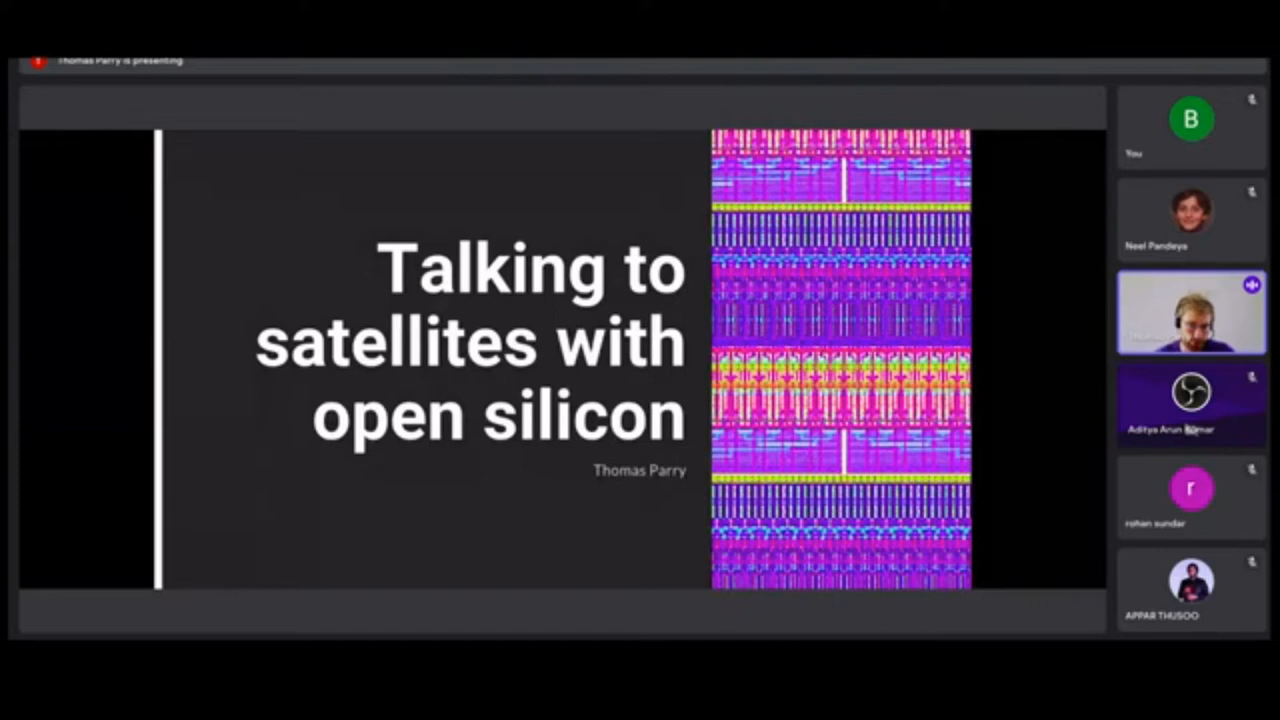 Thomas Parry is presenting
Talking to
satellites with
open silicon
Thomas Parry
B
You
Neel Pandeya
Aditya Arun
r
rohan sundar
APPAR THUSOO